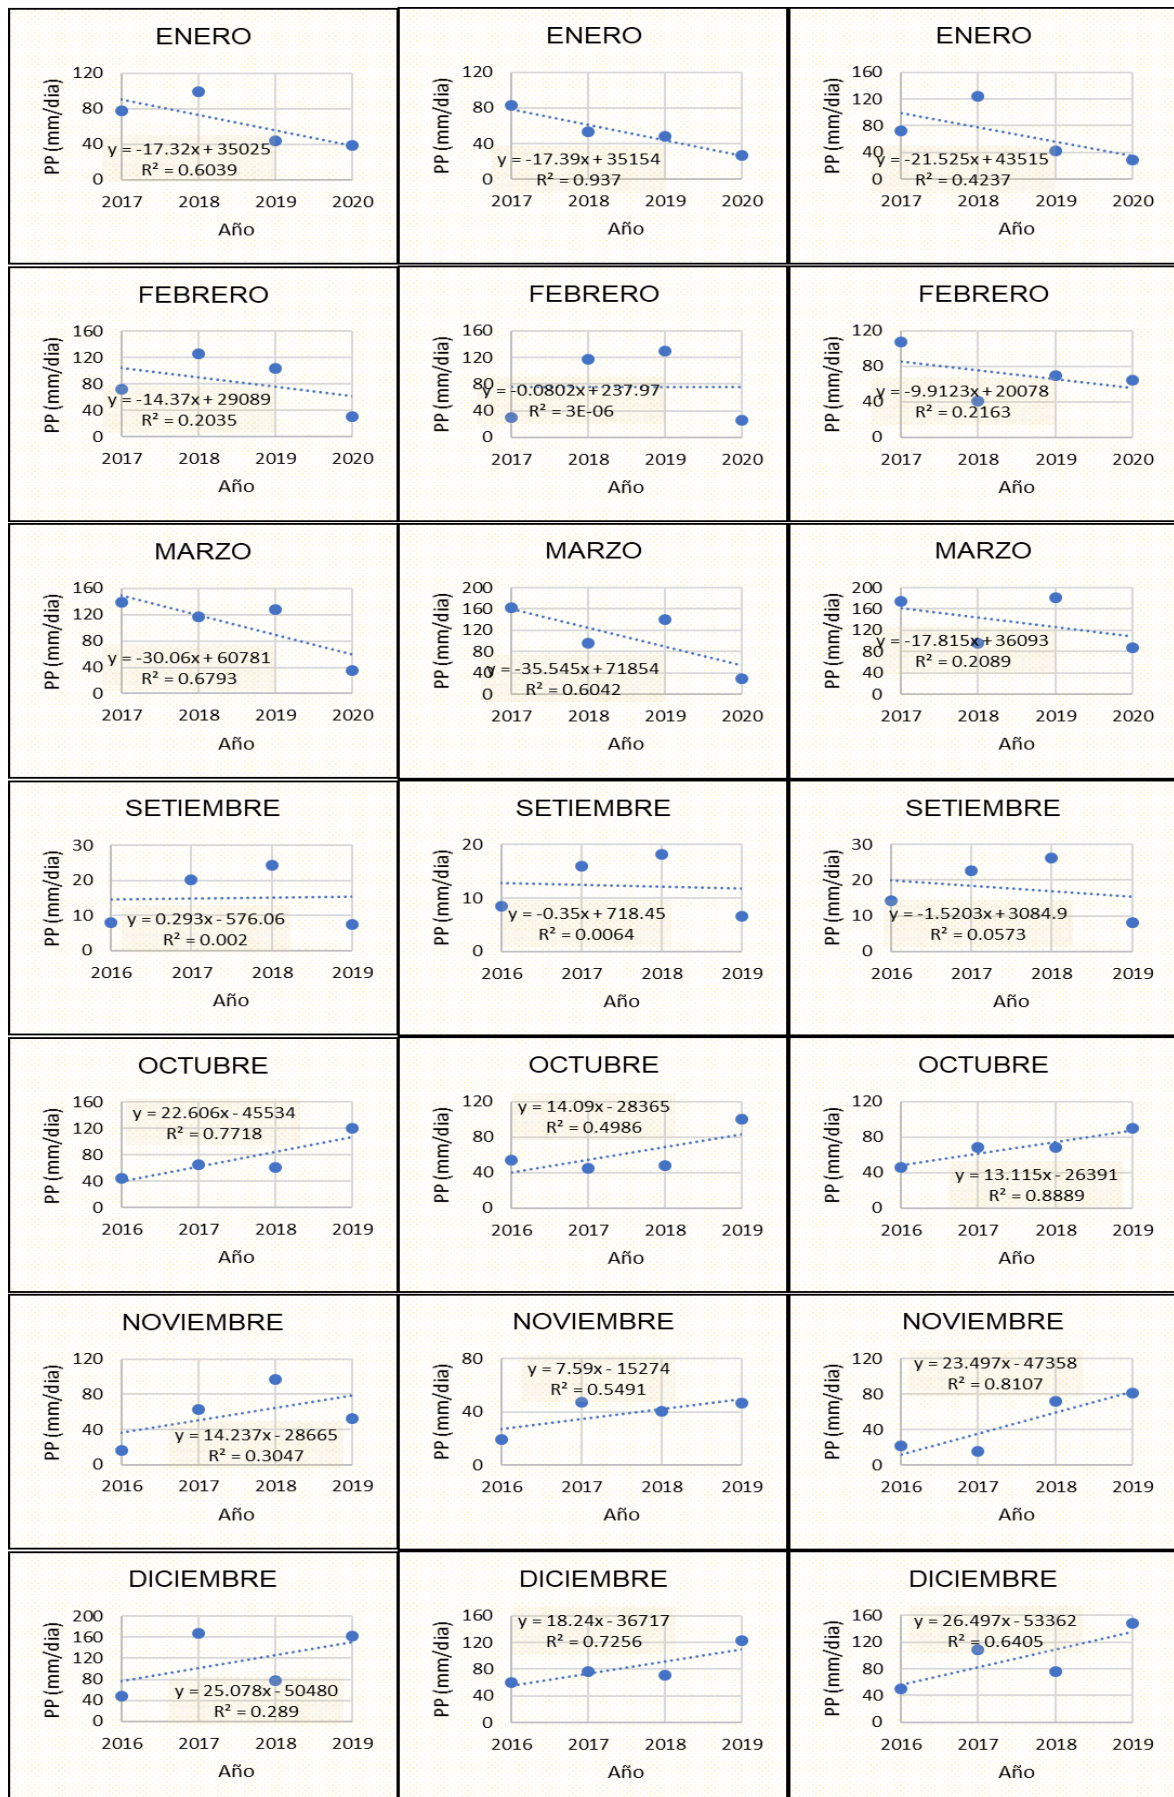 ENERO
PP (mm/dia)
120
80
40
0
y = -17.32x + 35025
R² = 0.6039
2017 2018 2019 2020
Año
ENERO
PP (mm/dia)
120
80
40
0
y = -17.39x + 35154
R² = 0.937
2017 2018 2019 2020
Año
ENERO
PP (mm/dia)
160
120
80
40
0
y = -21.525x + 43515
R² = 0.4237
2017 2018 2019 2020
Año
FEBRERO
PP (mm/dia)
160
120
80
40
0
y = -14.37x + 29089
R² = 0.2035
2017 2018 2019 2020
Año
FEBRERO
PP (mm/dia)
160
120
80
40
0
y = -0.0802x + 237.97
R² = 3E-06
2017 2018 2019 2020
Año
FEBRERO
PP (mm/dia)
120
80
40
0
y = -9.9123x + 20078
R² = 0.2163
2017 2018 2019 2020
Año
MARZO
PP (mm/dia)
160
120
80
40
0
y = -30.06x + 60781
R² = 0.6793
2017 2018 2019 2020
Año
MARZO
PP (mm/dia)
200
160
120
80
40
0
y = -35.545x + 71854
R² = 0.6042
2017 2018 2019 2020
Año
MARZO
PP (mm/dia)
200
160
120
80
40
0
y = -17.815x + 36093
R² = 0.2089
2017 2018 2019 2020
Año
SETIEMBRE
PP (mm/dia)
30
20
10
0
y = 0.293x - 576.06
R² = 0.002
2016 2017 2018 2019
Año
SETIEMBRE
PP (mm/dia)
20
10
0
y = -0.35x + 718.45
R² = 0.0064
2016 2017 2018 2019
Año
SETIEMBRE
PP (mm/dia)
30
20
10
0
y = -1.5203x + 3084.9
R² = 0.0573
2016 2017 2018 2019
Año
OCTUBRE
PP (mm/dia)
160
120
80
40
0
y = 22.606x - 45534
R² = 0.7718
2016 2017 2018 2019
Año
OCTUBRE
PP (mm/dia)
120
80
40
0
y = 14.09x - 28365
R² = 0.4986
2016 2017 2018 2019
Año
OCTUBRE
PP (mm/dia)
120
80
40
0
y = 13.115x - 26391
R² = 0.8889
2016 2017 2018 2019
Año
NOVIEMBRE
PP (mm/dia)
120
80
40
0
y = 14.237x - 28665
R² = 0.3047
2016 2017 2018 2019
Año
NOVIEMBRE
PP (mm/dia)
80
40
0
y = 7.59x - 15274
R² = 0.5491
2016 2017 2018 2019
Año
NOVIEMBRE
PP (mm/dia)
120
80
40
0
y = 23.497x - 47358
R² = 0.8107
2016 2017 2018 2019
Año
DICIEMBRE
PP (mm/dia)
200
160
120
80
40
0
y = 25.078x - 50480
R² = 0.289
2016 2017 2018 2019
Año
DICIEMBRE
PP (mm/dia)
160
120
80
40
0
y = 18.24x - 36717
R² = 0.7256
2016 2017 2018 2019
Año
DICIEMBRE
PP (mm/dia)
160
120
80
40
0
y = 26.497x - 53362
R² = 0.6405
2016 2017 2018 2019
Año